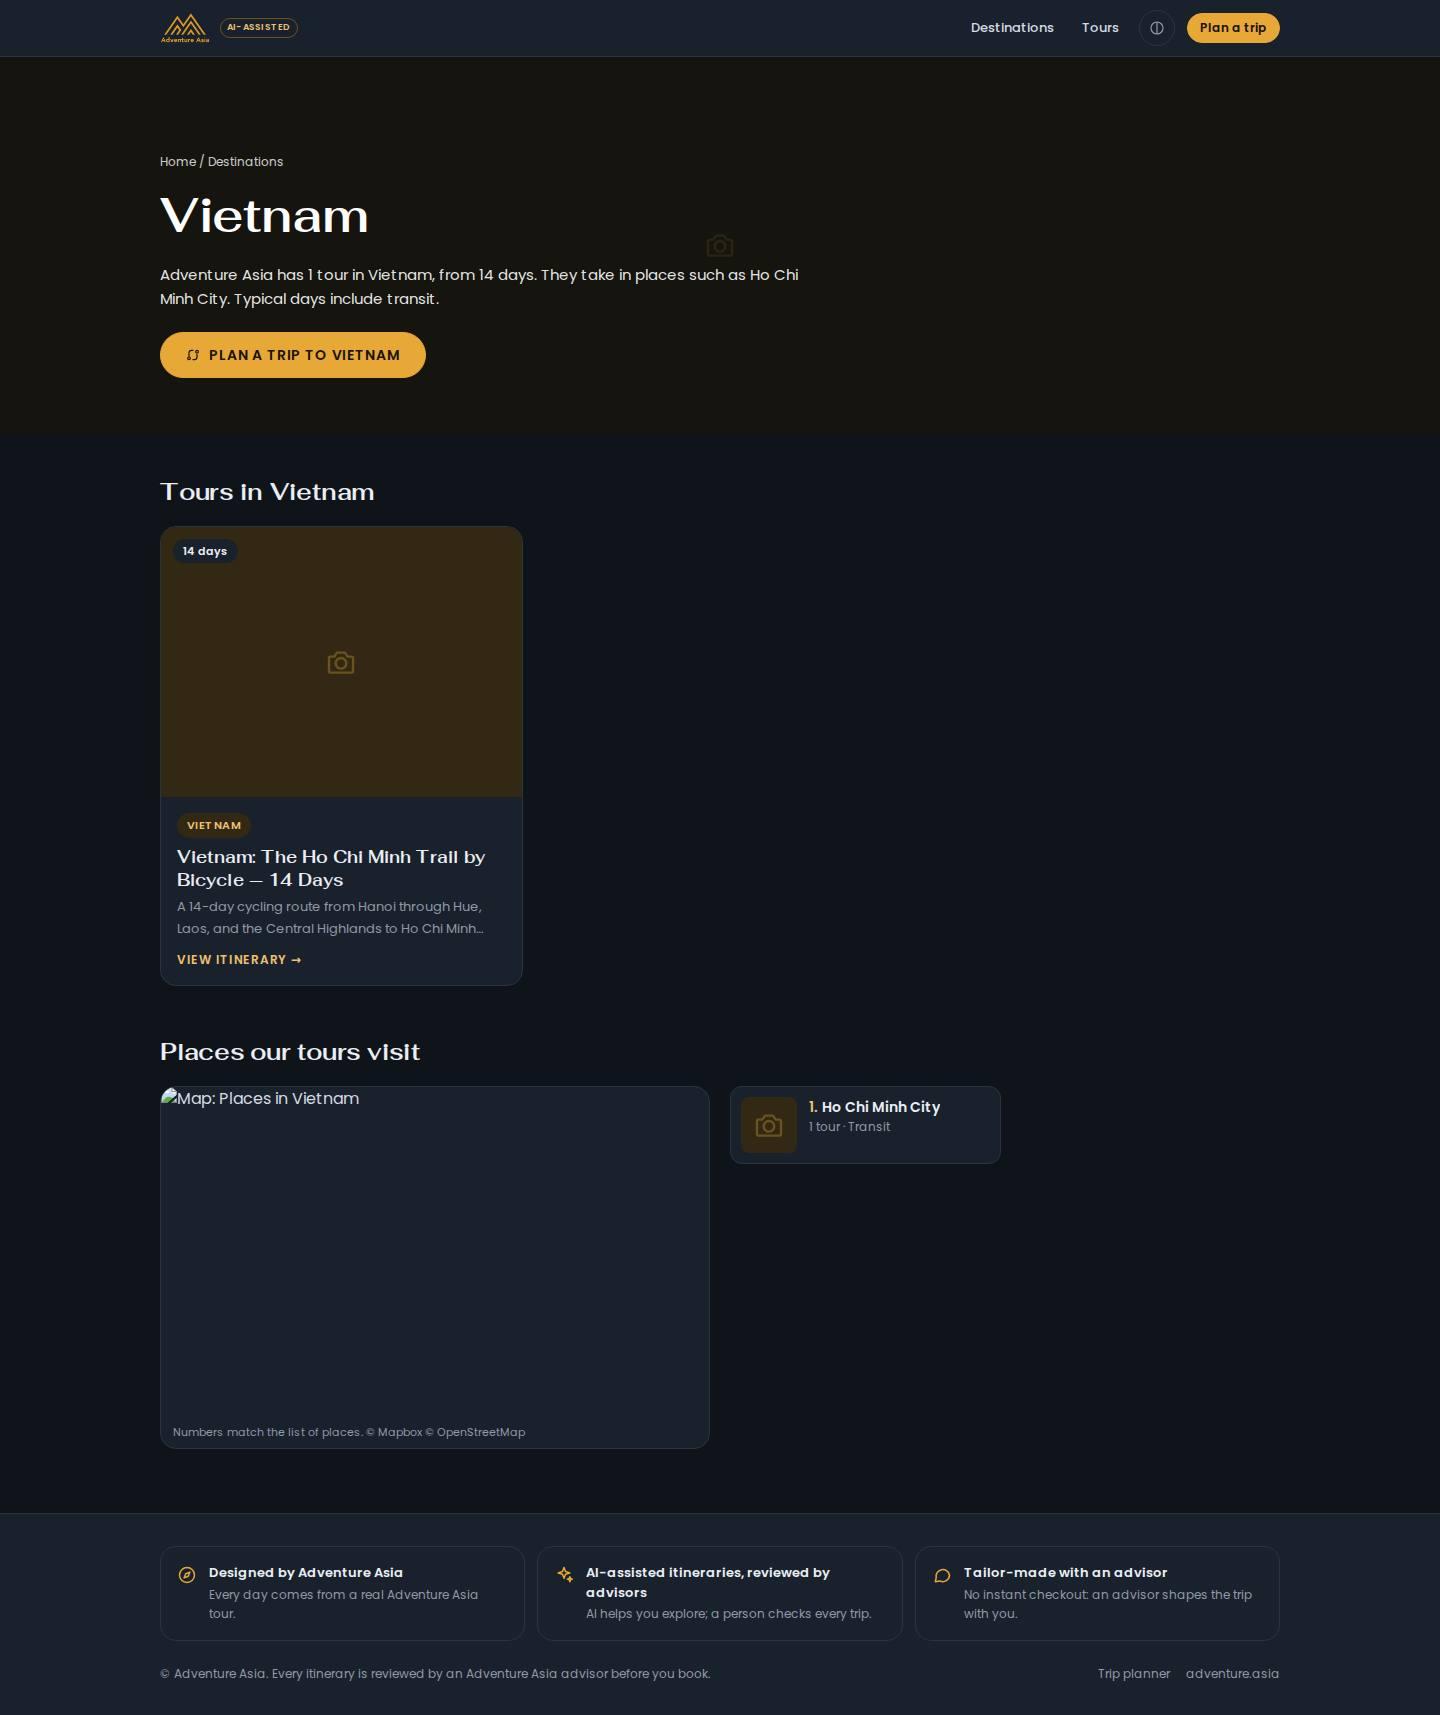 Adventure Asia
AI-ASSISTED
Destinations
Tours
Plan a trip
Home / Destinations
Vietnam
Adventure Asia has 1 tour in Vietnam, from 14 days. They take in places such as Ho Chi
Minh City. Typical days include transit.
PLAN A TRIP TO VIETNAM
Tours in Vietnam
14 days
VIETNAM
Vietnam: The Ho Chi Minh Trail by
Bicycle — 14 Days
A 14-day cycling route from Hanoi through Hue,
Laos, and the Central Highlands to Ho Chi Minh…
VIEW ITINERARY →
Places our tours visit
Map: Places in Vietnam
Numbers match the list of places. © Mapbox © OpenStreetMap
1. Ho Chi Minh City
1 tour · Transit
Designed by Adventure Asia
Every day comes from a real Adventure Asia
tour.
AI-assisted itineraries, reviewed by
advisors
AI helps you explore; a person checks every trip.
Tailor-made with an advisor
No instant checkout: an advisor shapes the trip
with you.
© Adventure Asia. Every itinerary is reviewed by an Adventure Asia advisor before you book.
Trip planner
adventure.asia